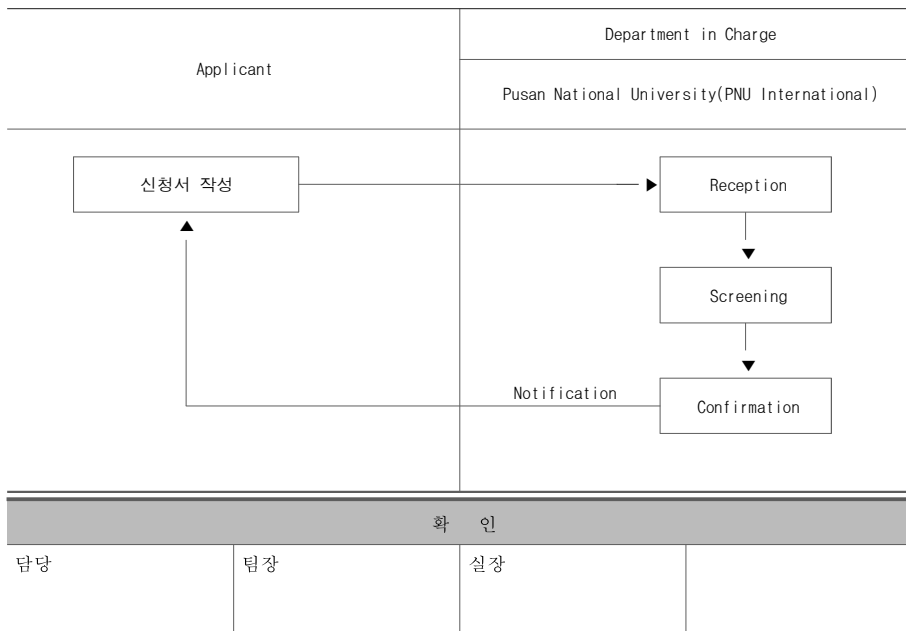 Applicant
Department in Charge
Pusan National University(PNU International)
신청서 작성
Reception
Screening
Notification
Confirmation
확 인
담당
팀장
실장